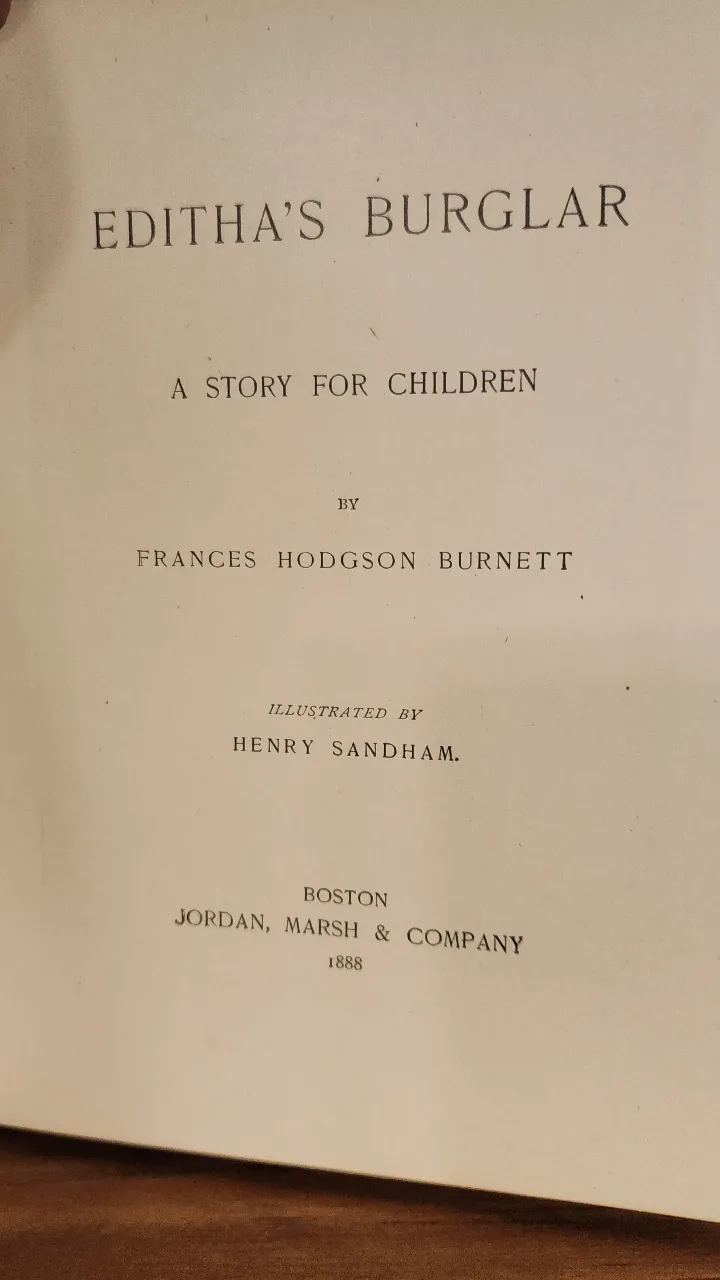 EDITHA'S BURGLAR
A STORY FOR CHILDREN
BY
FRANCES HODGSON BURNETT
ILLUSTRATED BY
HENRY SANDHAM.
BOSTON
JORDAN, MARSH & COMPANY
1888